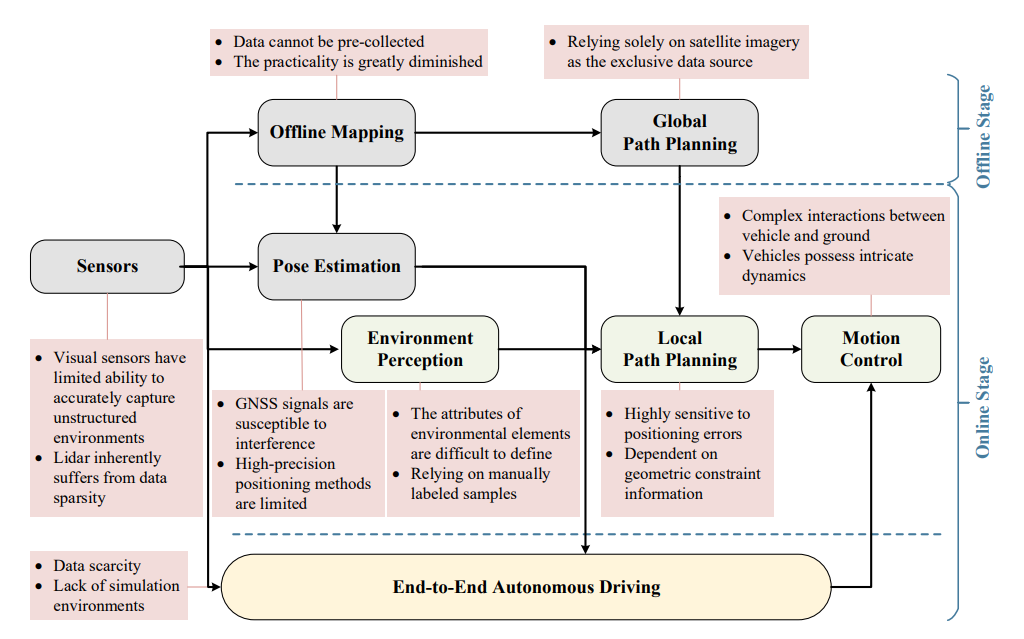 • Data cannot be pre-collected
• The practicality is greatly diminished
• Relying solely on satellite imagery
as the exclusive data source
Offline Mapping
Global
Path Planning
Offline Stage
• Complex interactions between
vehicle and ground
• Vehicles possess intricate
dynamics
Sensors
Pose Estimation
Environment
Perception
Local
Path Planning
Motion
Control
• Visual sensors have
limited ability to
accurately capture
unstructured
environments
• Lidar inherently
suffers from data
sparsity
• GNSS signals are
susceptible to
interference
• High-precision
positioning methods
are limited
• The attributes of
environmental elements
are difficult to define
• Relying on manually
labeled samples
• Highly sensitive to
positioning errors
• Dependent on
geometric constraint
information
Online Stage
• Data scarcity
• Lack of simulation
environments
End-to-End Autonomous Driving